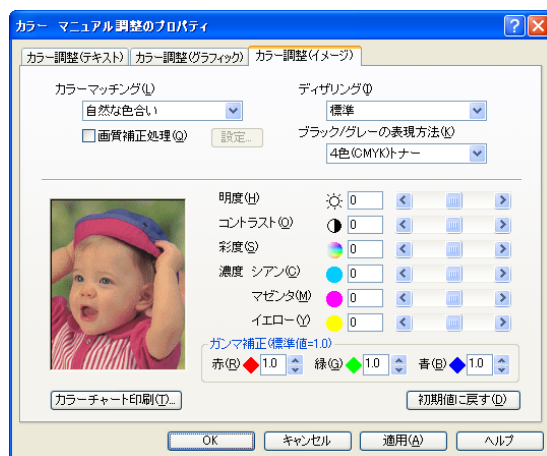 カラー マニュアル調整のプロパティ
カラー調整(テキスト) カラー調整(グラフィック) カラー調整(イメージ)
カラーマッチング(L) ディザリング(I)
自然な色合い 標準
画質補正処理(Q) 設定... ブラック/グレーの表現方法(K)
4色(CMYK)トナー
明度(H) 0
コントラスト(O) 0
彩度(S) 0
濃度 シアン(C) 0
マゼンタ(M) 0
イエロー(Y) 0
ガンマ補正(標準値=1.0)
赤(R) 1.0 緑(G) 1.0 青(B) 1.0
カラーチャート印刷(T)... 初期値に戻す(D)
OK キャンセル 適用(A) ヘルプ